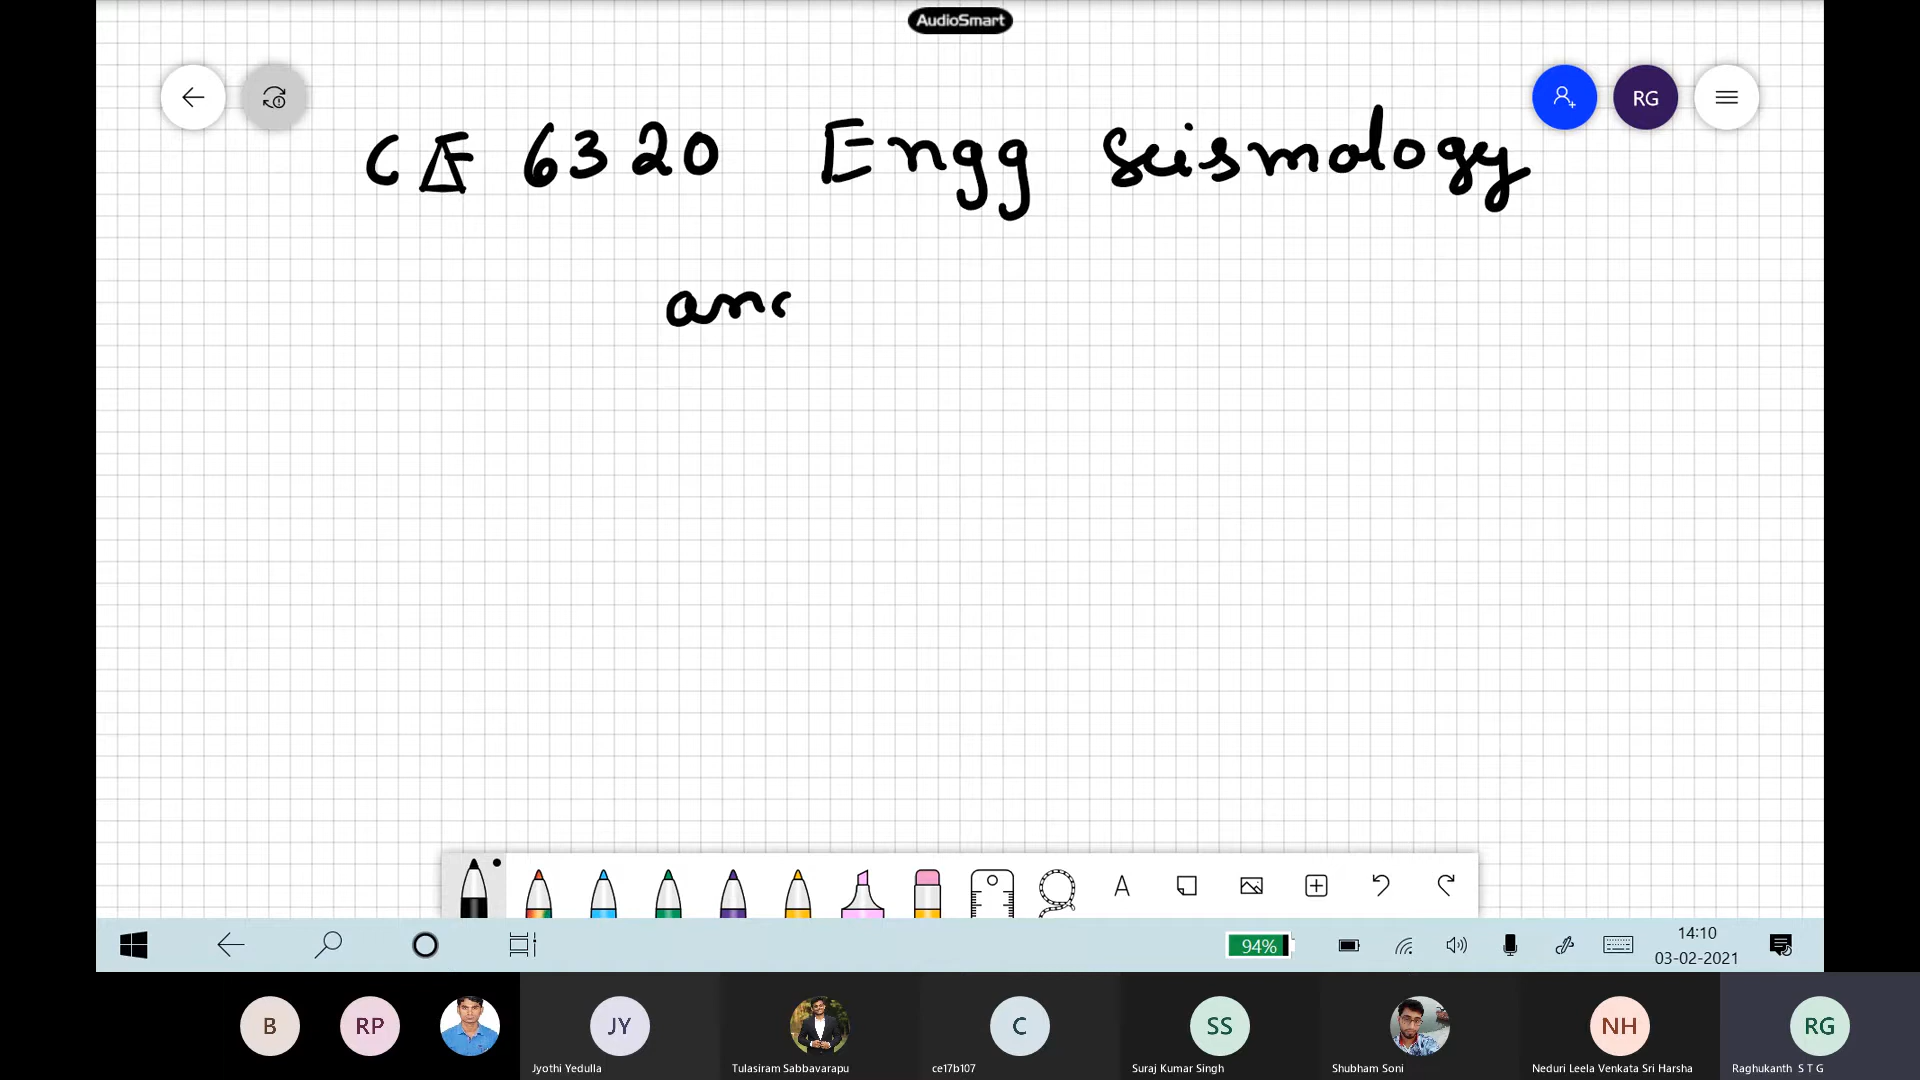 AudioSmart
RG
CE 6320 Engg Seismology
and
A
94%
14:10
03-02-2021
B
RP
JY
C
SS
NH
RG
Jyothi Yedulla
Tulasiram Sabbavarapu
ce17b107
Suraj Kumar Singh
Shubham Soni
Neduri Leela Venkata Sri Harsha
Raghukanth S T G